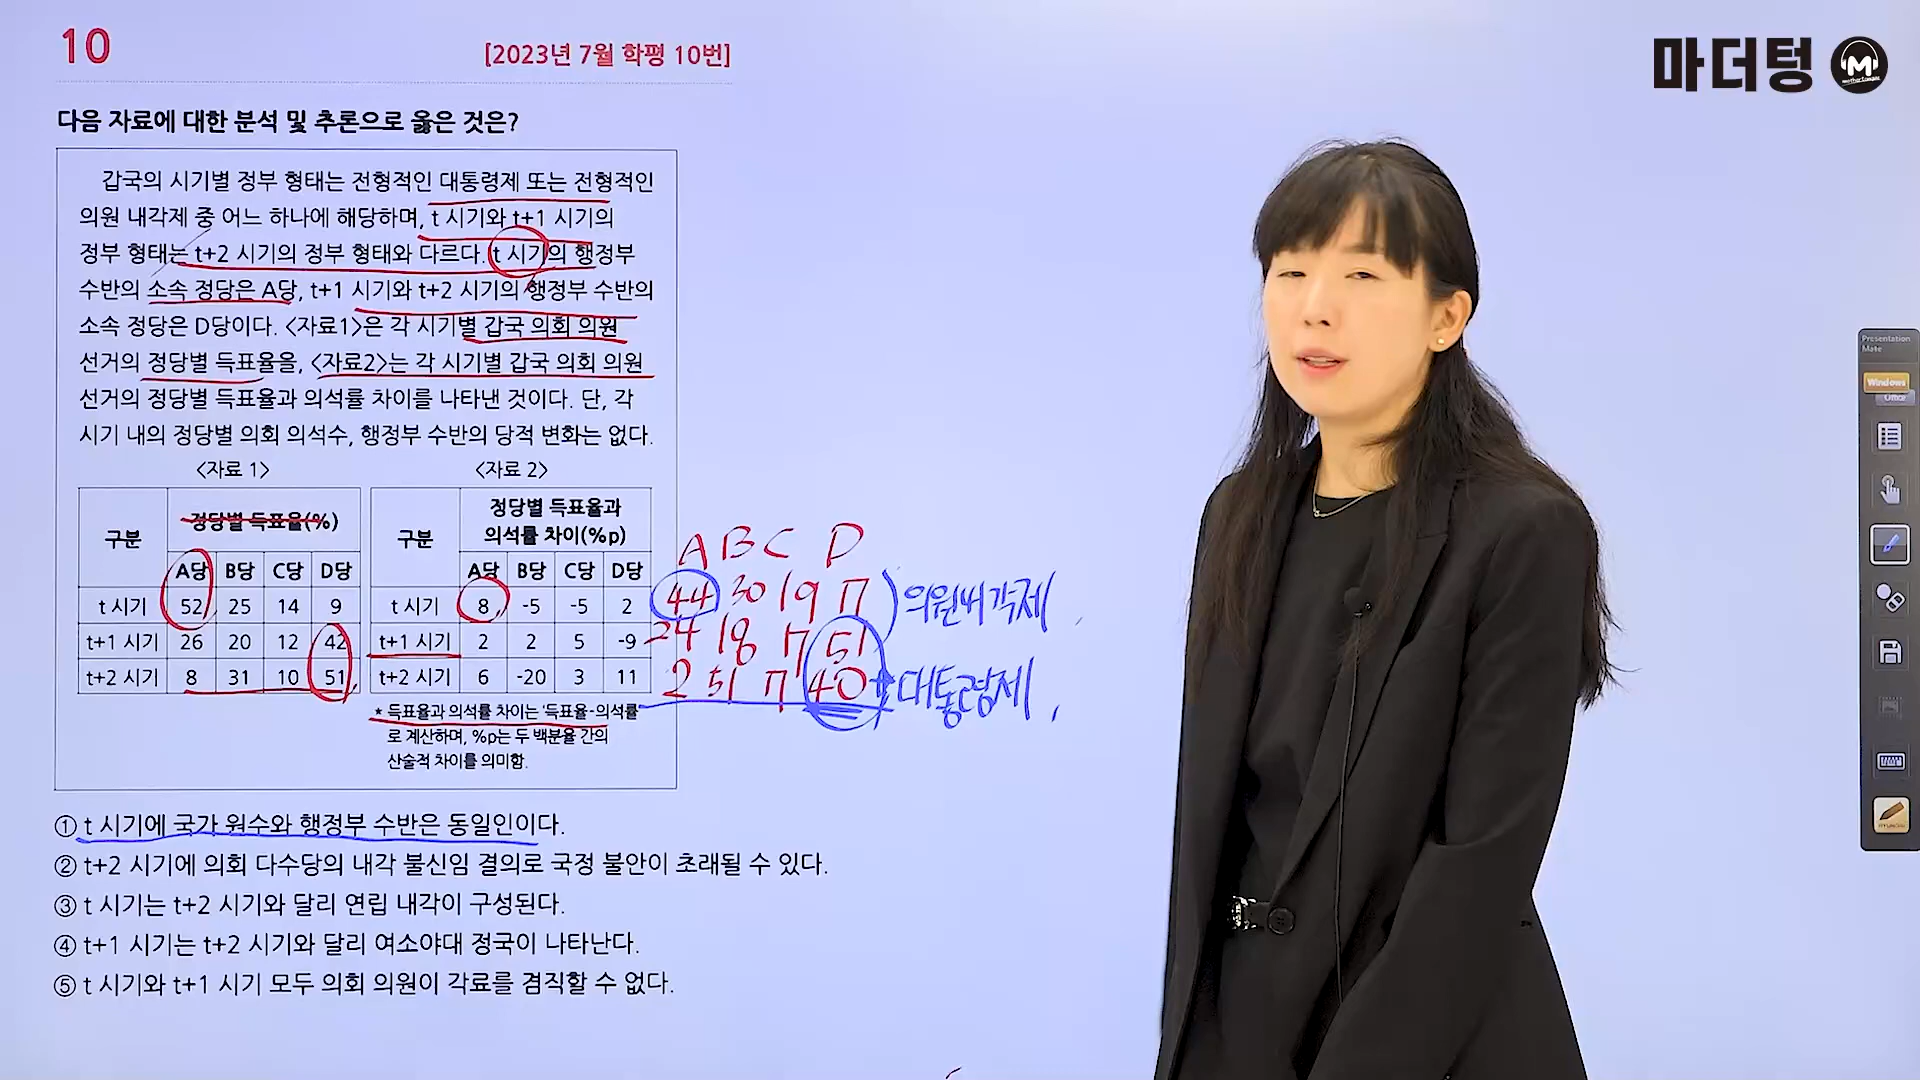 10
[2023년 7월 학평 10번]
마더텅
다음 자료에 대한 분석 및 추론으로 옳은 것은?
갑국의 시기별 정부 형태는 전형적인 대통령제 또는 전형적인
의원 내각제 중 어느 하나에 해당하며, t 시기와 t+1 시기의
정부 형태는 t+2 시기의 정부 형태와 다르다. t 시기의 행정부
수반의 소속 정당은 A당, t+1 시기와 t+2 시기의 행정부 수반의
소속 정당은 D당이다. <자료1>은 각 시기별 갑국 의회 의원
선거의 정당별 득표율을, <자료2>는 각 시기별 갑국 의회 의원
선거의 정당별 득표율과 의석률 차이를 나타낸 것이다. 단, 각
시기 내의 정당별 의회 의석수, 행정부 수반의 당적 변화는 없다.
<자료 1>
구분 정당별 득표율(%)
A당 B당 C당 D당
t 시기 52 25 14 9
t+1 시기 26 20 12 42
t+2 시기 8 31 10 51
<자료 2>
구분 정당별 득표율과 의석률 차이(%p)
A당 B당 C당 D당
t 시기 8 -5 -5 2
t+1 시기 2 2 5 -9
t+2 시기 6 -20 3 11
* 득표율과 의석률 차이는 '득표율-의석률'
로 계산하며, %p는 두 백분율 간의
산술적 차이를 의미함.
A B C D
44 30 19 7 ) 의원내각제
24 18 7 51
2 51 7 40 대통령제
① t 시기에 국가 원수와 행정부 수반은 동일인이다.
② t+2 시기에 의회 다수당의 내각 불신임 결의로 국정 불안이 초래될 수 있다.
③ t 시기는 t+2 시기와 달리 연립 내각이 구성된다.
④ t+1 시기는 t+2 시기와 달리 여소야대 정국이 나타난다.
⑤ t 시기와 t+1 시기 모두 의회 의원이 각료를 겸직할 수 없다.
Presentation
Mate
Windows
Office